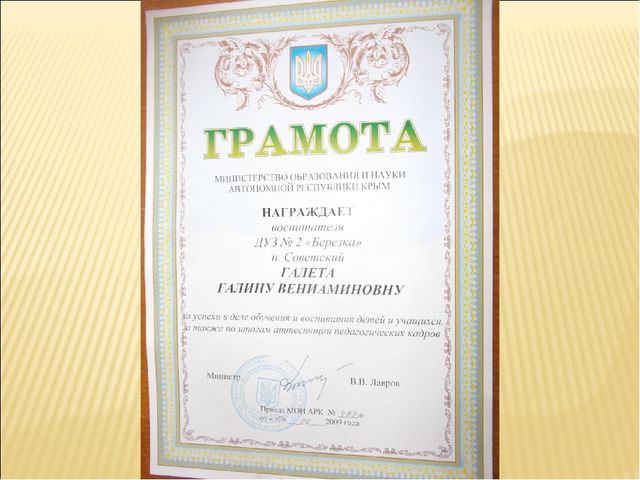 ГРАМОТА
МИНИСТЕРСТВО ОБРАЗОВАНИЯ И НАУКИ
АВТОНОМНОЙ РЕСПУБЛИКИ КРЫМ
НАГРАЖДАЕТ
воспитателя
ДУЗ № 2 «Березка»
п. Советский
ГАЛЕТА
ГАЛИНУ ВЕНИАМИНОВНУ
за успехи в деле обучения и воспитания детей и учащихся,
а также по итогам аттестации педагогических кадров
Министр В.В. Лавров
Приказ МОН АРК №
2009 года